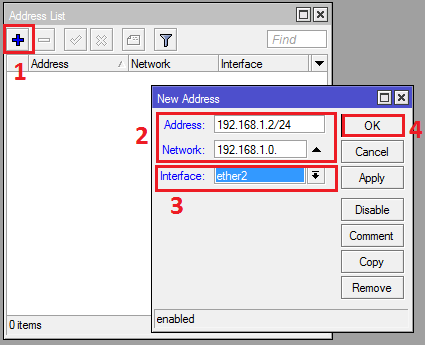 Address List
Find
1
Address
Network
Interface
New Address
2
Address: 192.168.1.2/24
Network: 192.168.1.0.
Interface: ether2
3
OK
4
Cancel
Apply
Disable
Comment
Copy
Remove
enabled
0 items